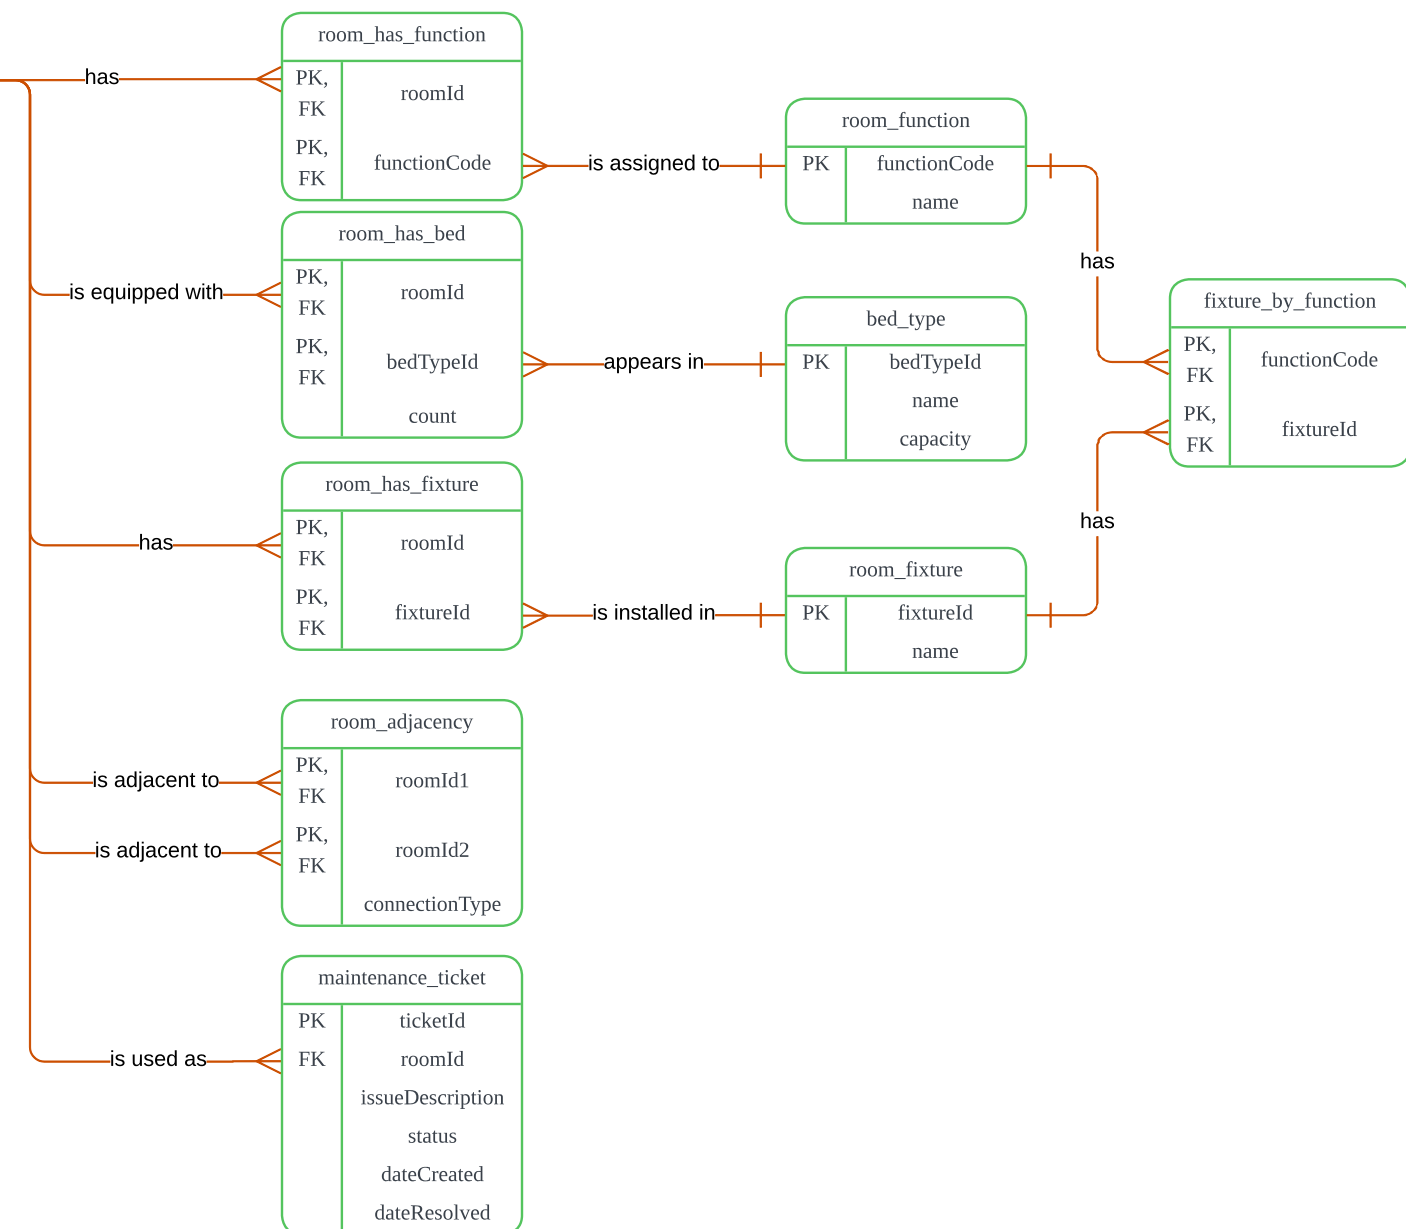 room_has_function
PK,
FK
roomId
PK,
FK
functionCode
has
is assigned to
room_function
PK
functionCode
name
room_has_bed
PK,
FK
roomId
PK,
FK
bedTypeId
count
is equipped with
appears in
bed_type
PK
bedTypeId
name
capacity
has
fixture_by_function
PK,
FK
functionCode
PK,
FK
fixtureId
has
room_has_fixture
PK,
FK
roomId
PK,
FK
fixtureId
has
is installed in
room_fixture
PK
fixtureId
name
room_adjacency
PK,
FK
roomId1
PK,
FK
roomId2
connectionType
is adjacent to
is adjacent to
maintenance_ticket
PK
ticketId
FK
roomId
issueDescription
status
dateCreated
dateResolved
is used as